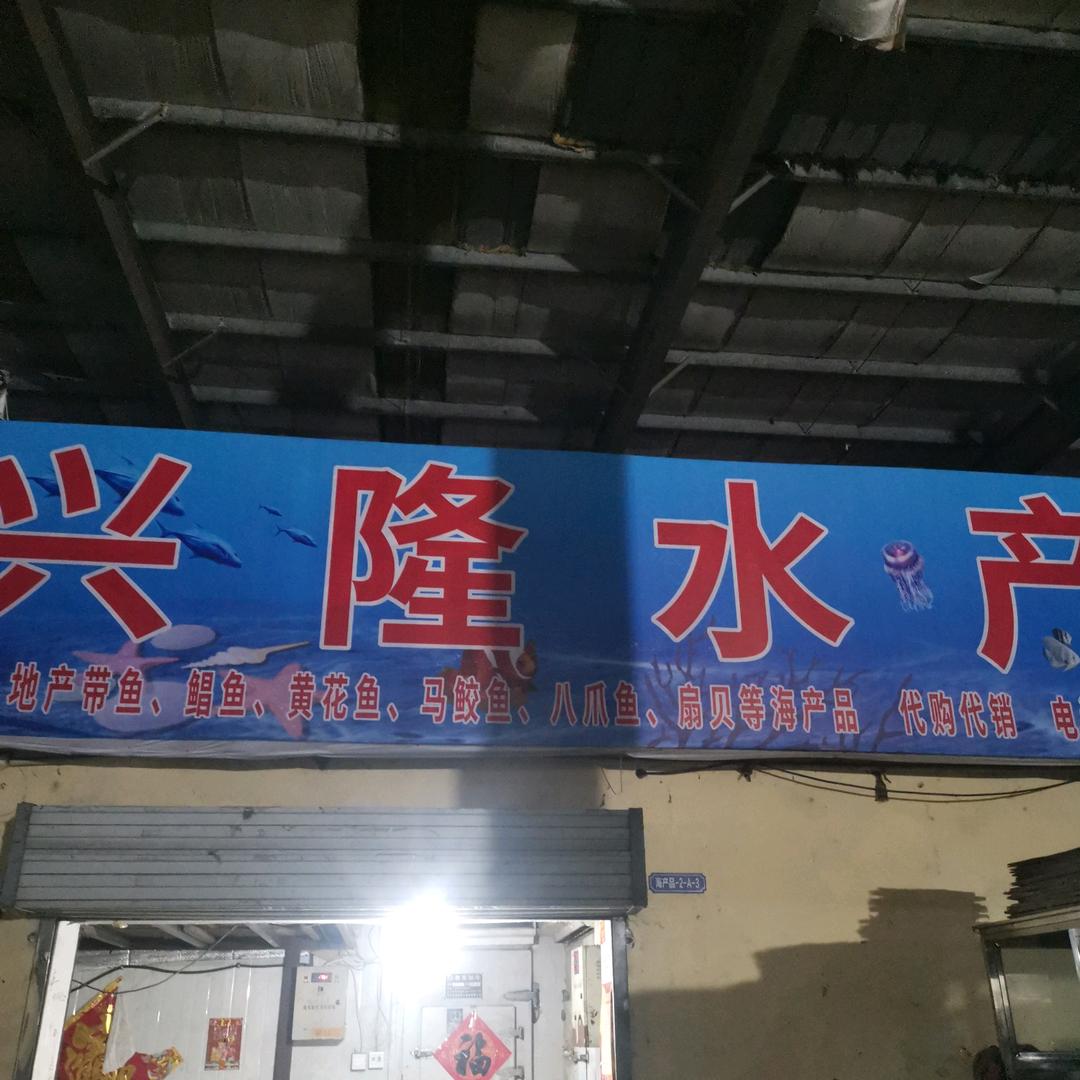 兴隆水产
地产带鱼、鲳鱼、黄花鱼、马鲛鱼、八爪鱼、扇贝等海产品 代购代销 电
海产品-2-A-3
福